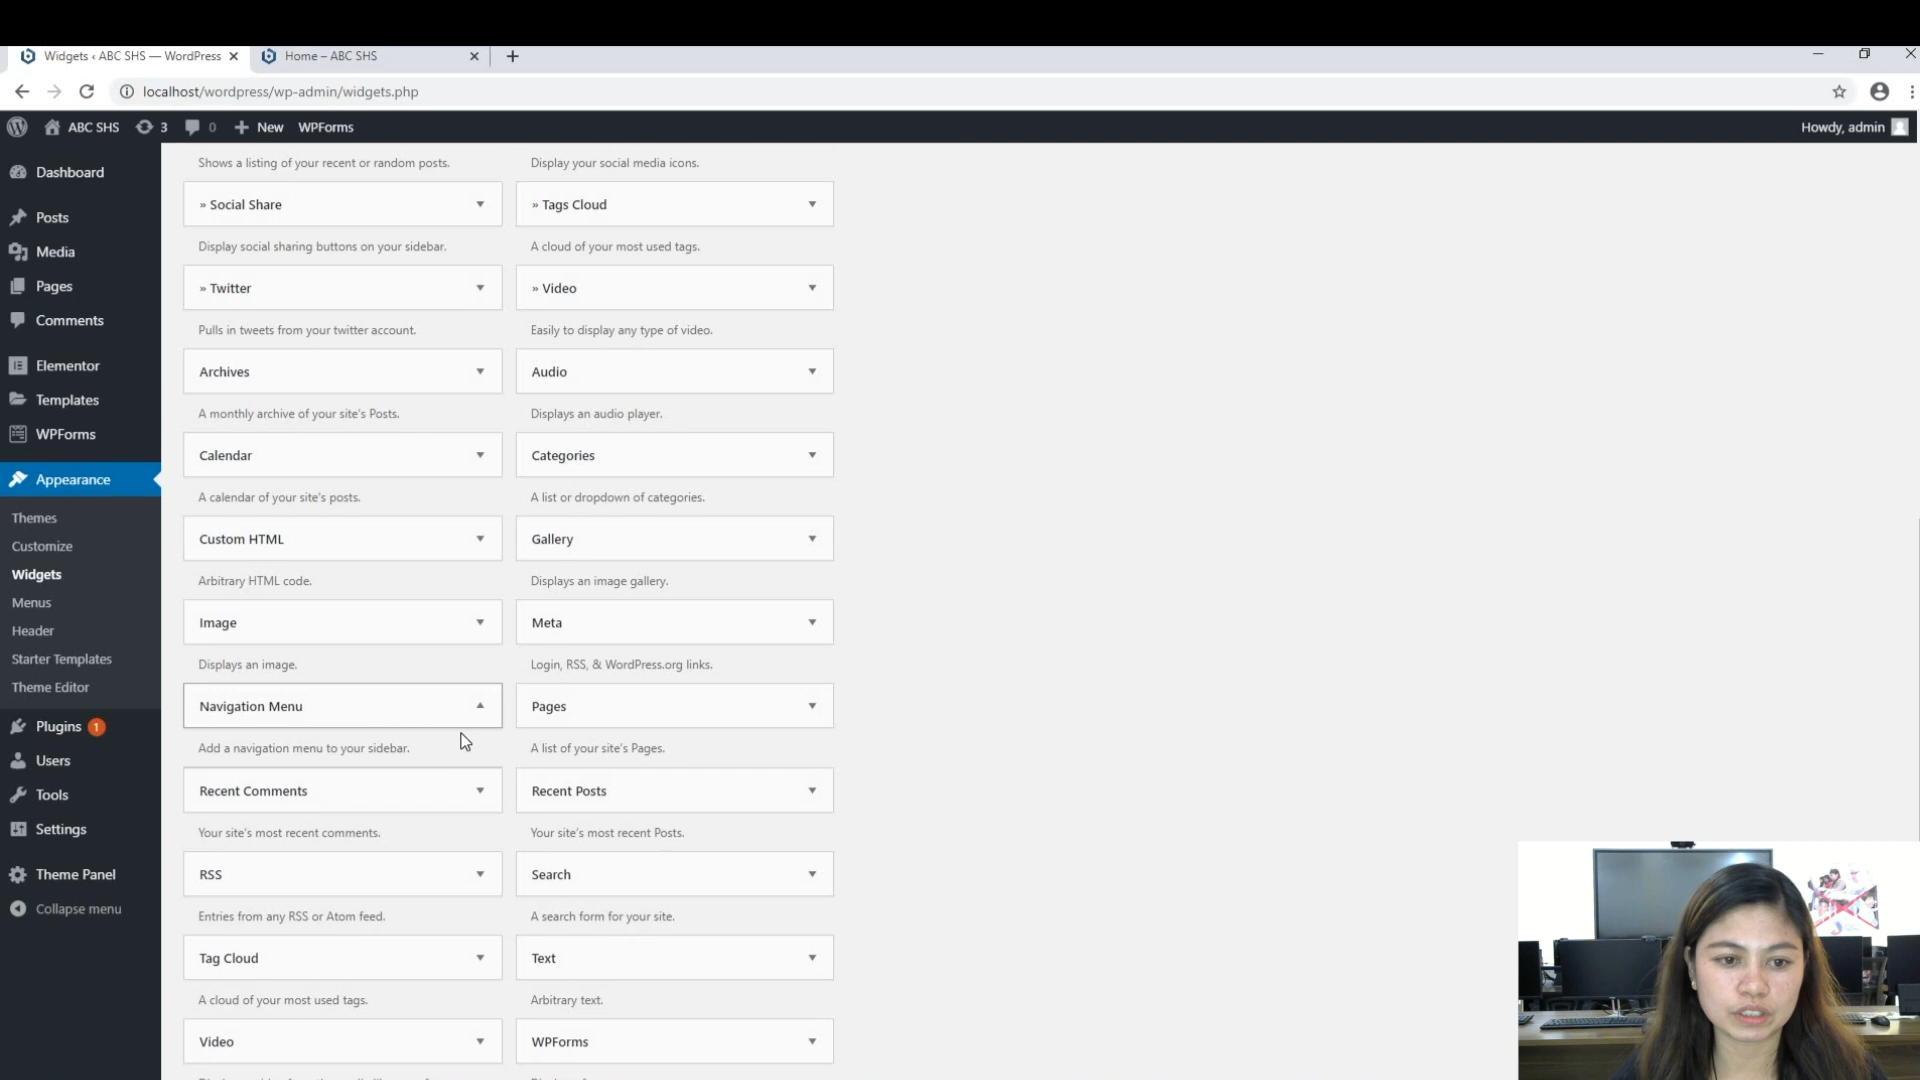 Widgets ‹ ABC SHS — WordPress
Home – ABC SHS
localhost/wordpress/wp-admin/widgets.php
ABC SHS
3
0
New
WPForms
Howdy, admin
Dashboard
Posts
Media
Pages
Comments
Elementor
Templates
WPForms
Appearance
Themes
Customize
Widgets
Menus
Header
Starter Templates
Theme Editor
Plugins 1
Users
Tools
Settings
Theme Panel
Collapse menu
Shows a listing of your recent or random posts.
Display your social media icons.
» Social Share
» Tags Cloud
Display social sharing buttons on your sidebar.
A cloud of your most used tags.
» Twitter
» Video
Pulls in tweets from your twitter account.
Easily to display any type of video.
Archives
Audio
A monthly archive of your site's Posts.
Displays an audio player.
Calendar
Categories
A calendar of your site's posts.
A list or dropdown of categories.
Custom HTML
Gallery
Arbitrary HTML code.
Displays an image gallery.
Image
Meta
Displays an image.
Login, RSS, & WordPress.org links.
Navigation Menu
Pages
Add a navigation menu to your sidebar.
A list of your site's Pages.
Recent Comments
Recent Posts
Your site's most recent comments.
Your site's most recent Posts.
RSS
Search
Entries from any RSS or Atom feed.
A search form for your site.
Tag Cloud
Text
A cloud of your most used tags.
Arbitrary text.
Video
WPForms